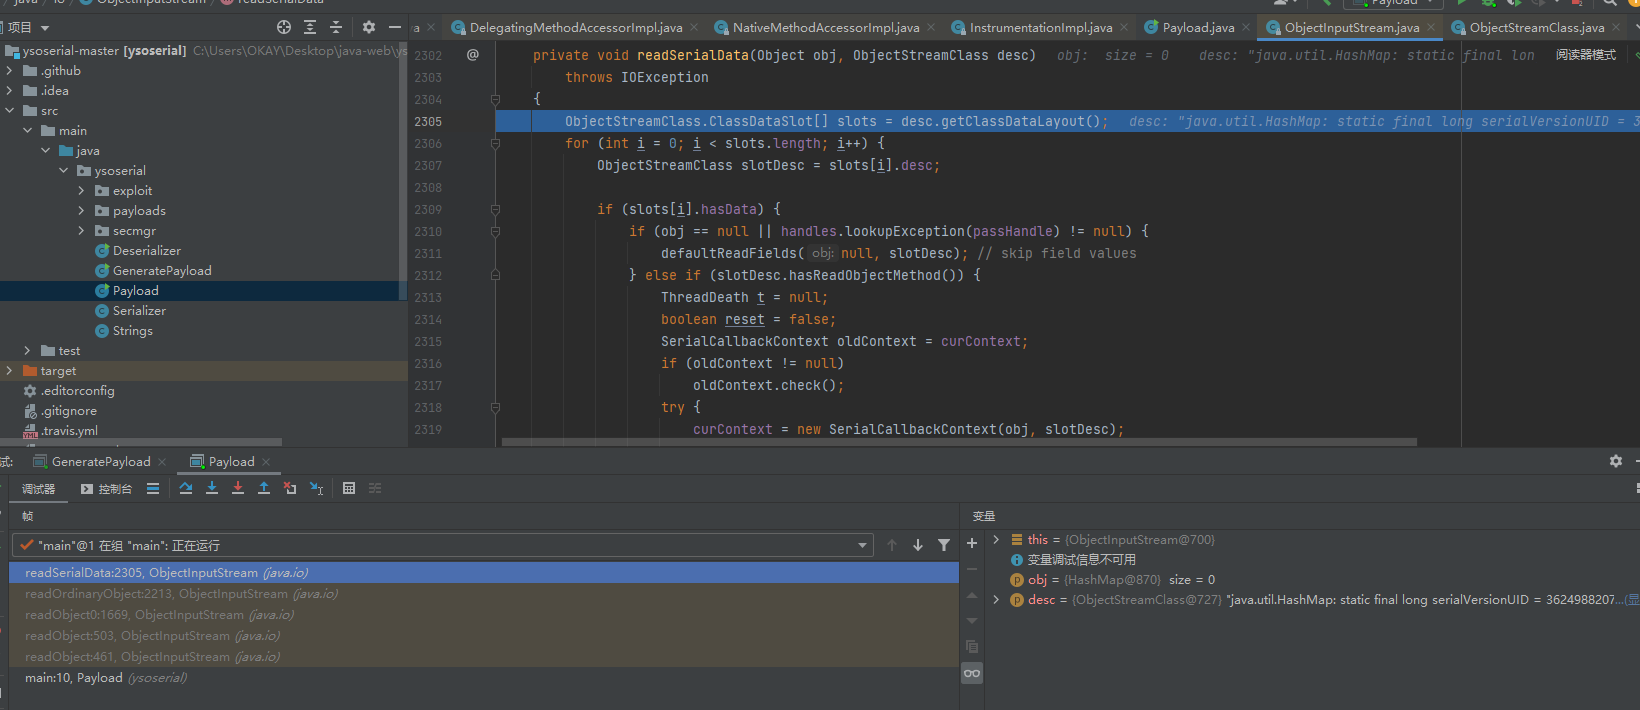 java io ObjectInputStream readSerialData Payload
项目
DelegatingMethodAccessorImpl.java NativeMethodAccessorImpl.java InstrumentationImpl.java Payload.java ObjectInputStream.java ObjectStreamClass.java
ysoserial-master [ysoserial] C:\Users\OKAY\Desktop\java-web\
.github
.idea
src
main
java
ysoserial
exploit
payloads
secmgr
Deserializer
GeneratePayload
Payload
Serializer
Strings
test
target
.editorconfig
.gitignore
.travis.yml
2302 @ private void readSerialData(Object obj, ObjectStreamClass desc) obj: size = 0 desc: "java.util.HashMap: static final lon 阅读器模式
2303 throws IOException
2304 {
2305 ObjectStreamClass.ClassDataSlot[] slots = desc.getClassDataLayout(); desc: "java.util.HashMap: static final long serialVersionUID = 3
2306 for (int i = 0; i < slots.length; i++) {
2307 ObjectStreamClass slotDesc = slots[i].desc;
2308
2309 if (slots[i].hasData) {
2310 if (obj == null || handles.lookupException(passHandle) != null) {
2311 defaultReadFields( obj: null, slotDesc); // skip field values
2312 } else if (slotDesc.hasReadObjectMethod()) {
2313 ThreadDeath t = null;
2314 boolean reset = false;
2315 SerialCallbackContext oldContext = curContext;
2316 if (oldContext != null)
2317 oldContext.check();
2318 try {
2319 curContext = new SerialCallbackContext(obj, slotDesc);
试: GeneratePayload Payload
调试器 控制台
帧
"main"@1 在组 "main": 正在运行
readSerialData:2305, ObjectInputStream (java.io)
readOrdinaryObject:2213, ObjectInputStream (java.io)
readObject0:1669, ObjectInputStream (java.io)
readObject:503, ObjectInputStream (java.io)
readObject:461, ObjectInputStream (java.io)
main:10, Payload (ysoserial)
变量
this = {ObjectInputStream@700}
变量调试信息不可用
obj = {HashMap@870} size = 0
desc = {ObjectStreamClass@727} "java.util.HashMap: static final long serialVersionUID = 3624988207...(显